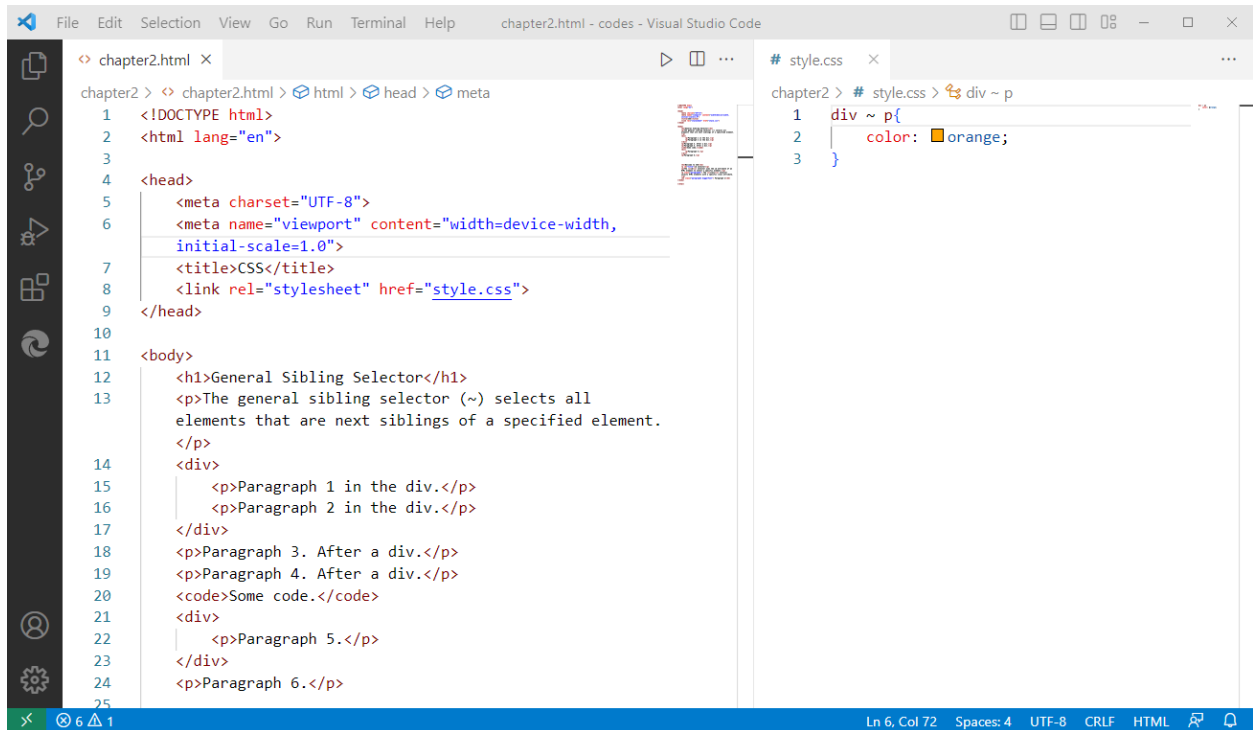 File Edit Selection View Go Run Terminal Help chapter2.html - codes - Visual Studio Code
<> chapter2.html ×
chapter2 > <> chapter2.html > html > head > meta
1 <!DOCTYPE html>
2 <html lang="en">
3
4 <head>
5 <meta charset="UTF-8">
6 <meta name="viewport" content="width=device-width,
initial-scale=1.0">
7 <title>CSS</title>
8 <link rel="stylesheet" href="style.css">
9 </head>
10
11 <body>
12 <h1>General Sibling Selector</h1>
13 <p>The general sibling selector (~) selects all
elements that are next siblings of a specified element.
</p>
14 <div>
15 <p>Paragraph 1 in the div.</p>
16 <p>Paragraph 2 in the div.</p>
17 </div>
18 <p>Paragraph 3. After a div.</p>
19 <p>Paragraph 4. After a div.</p>
20 <code>Some code.</code>
21 <div>
22 <p>Paragraph 5.</p>
23 </div>
24 <p>Paragraph 6.</p>
25
# style.css ×
chapter2 > # style.css > div ~ p
1 div ~ p{
2 color: orange;
3 }
6 1 Ln 6, Col 72 Spaces: 4 UTF-8 CRLF HTML